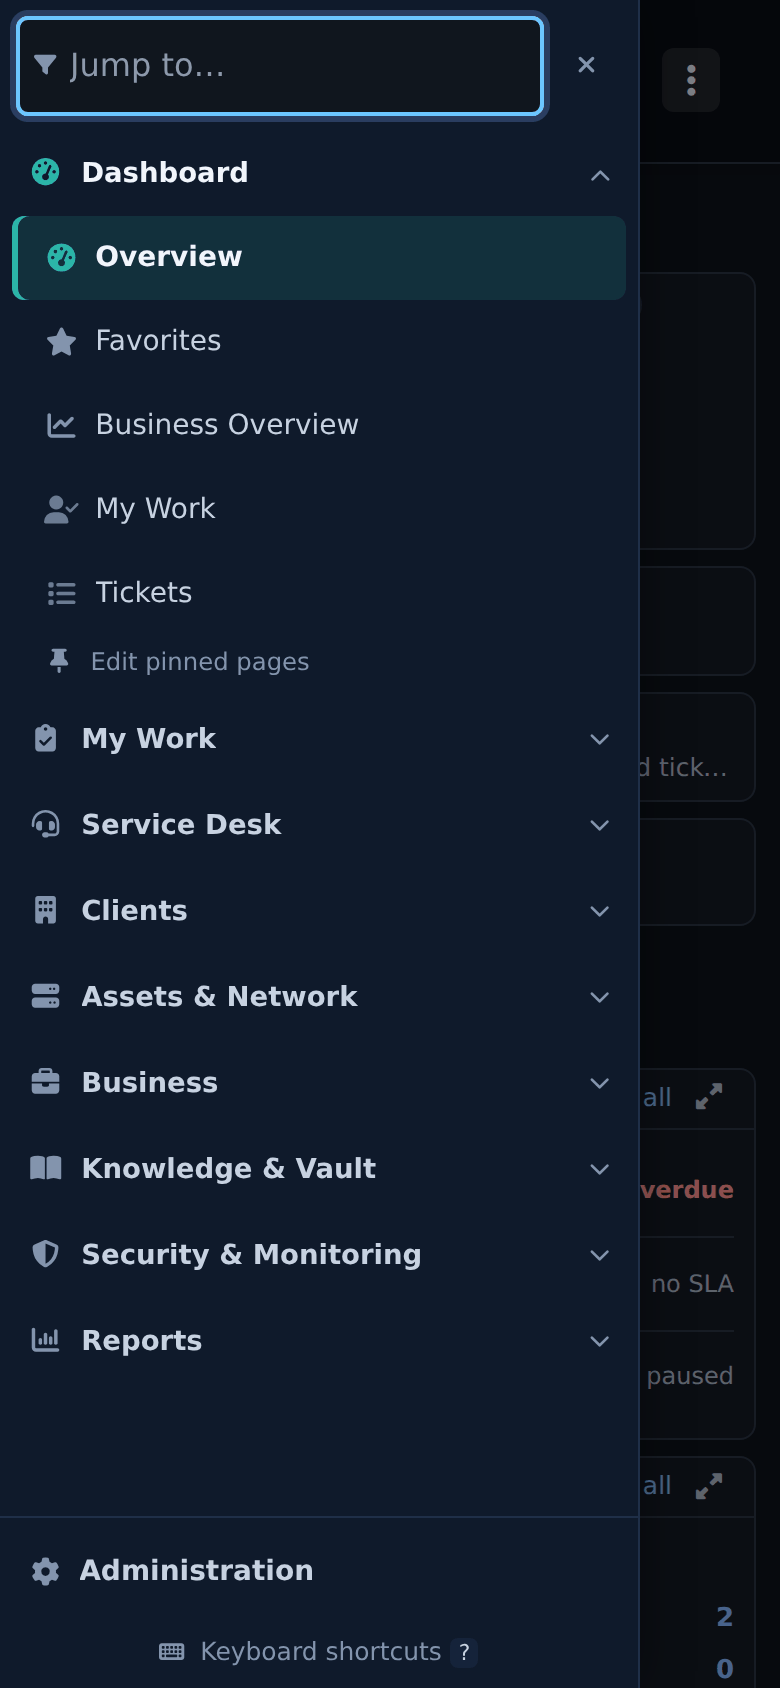 Jump to...
Dashboard
Overview
Favorites
Business Overview
My Work
Tickets
Edit pinned pages
My Work
d tick...
Service Desk
Clients
Assets & Network
Business
all
Knowledge & Vault
verdue
Security & Monitoring
no SLA
Reports
paused
all
Administration
2
Keyboard shortcuts ?
0